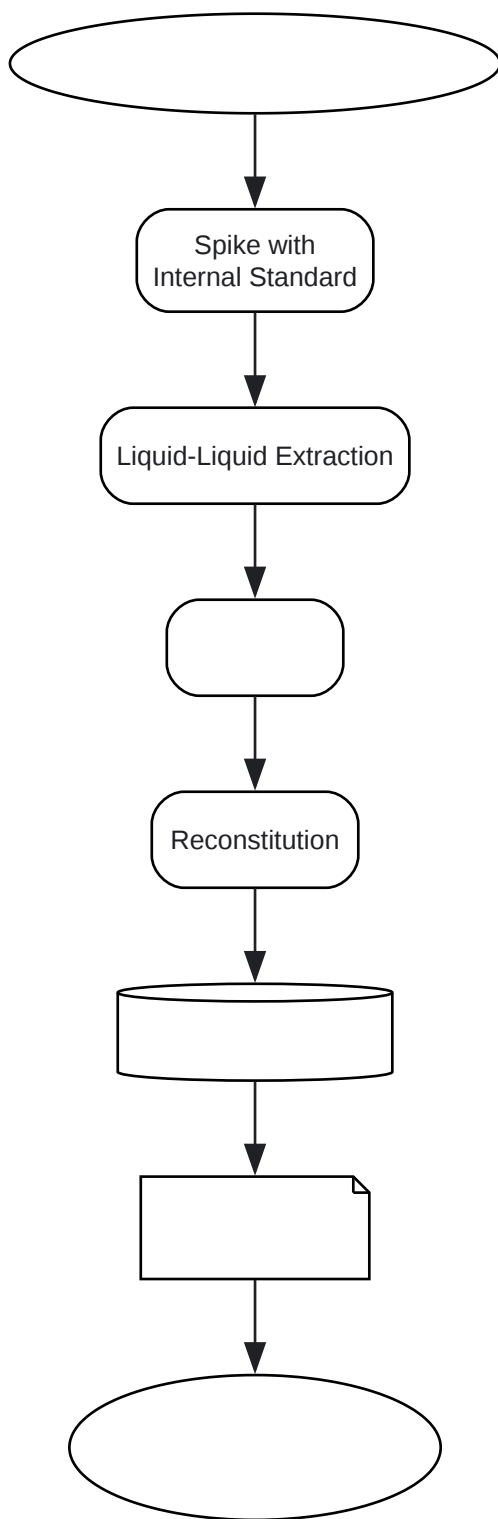 Spike with
Internal Standard
Liquid-Liquid Extraction
Reconstitution